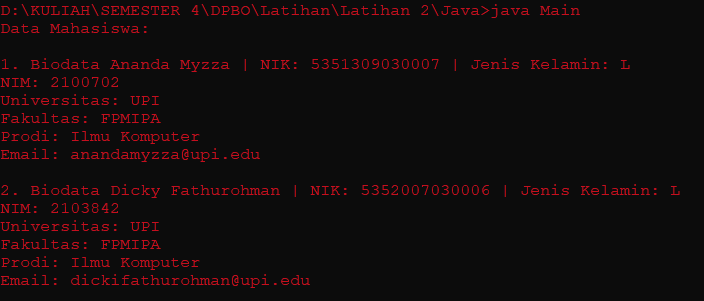 D:\KULIAH\SEMESTER 4\DPBO\Latihan\Latihan 2\Java>java Main
Data Mahasiswa:
1. Biodata Ananda Myzza | NIK: 5351309030007 | Jenis Kelamin: L
NIM: 2100702
Universitas: UPI
Fakultas: FPMIPA
Prodi: Ilmu Komputer
Email: anandamyzza@upi.edu
2. Biodata Dicky Fathurohman | NIK: 5352007030006 | Jenis Kelamin: L
NIM: 2103842
Universitas: UPI
Fakultas: FPMIPA
Prodi: Ilmu Komputer
Email: dickifathurohman@upi.edu